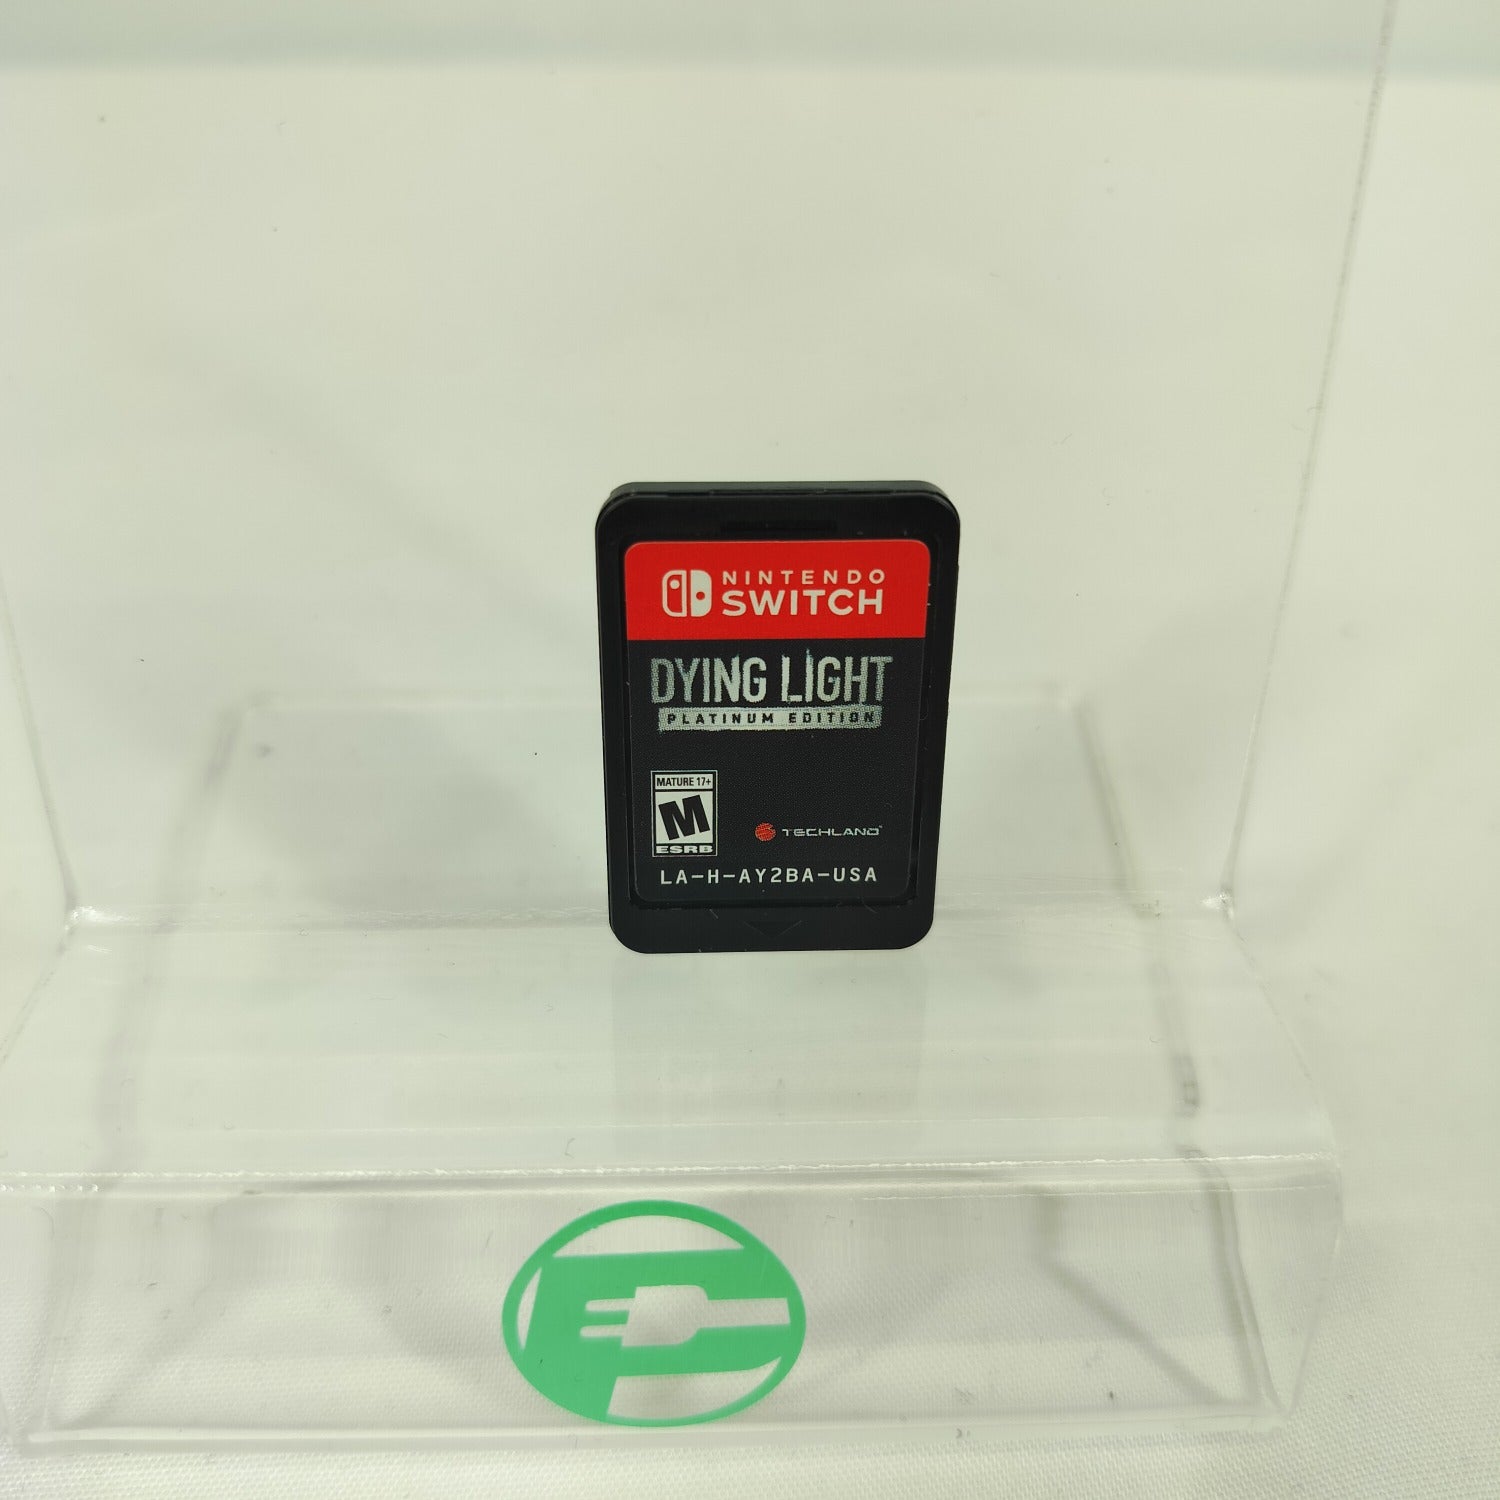 NINTENDO
SWITCH
DYING LIGHT
PLATINUM EDITION
MATURE 17+
M
ESRB
TECHLAND
LA-H-AY2BA-USA